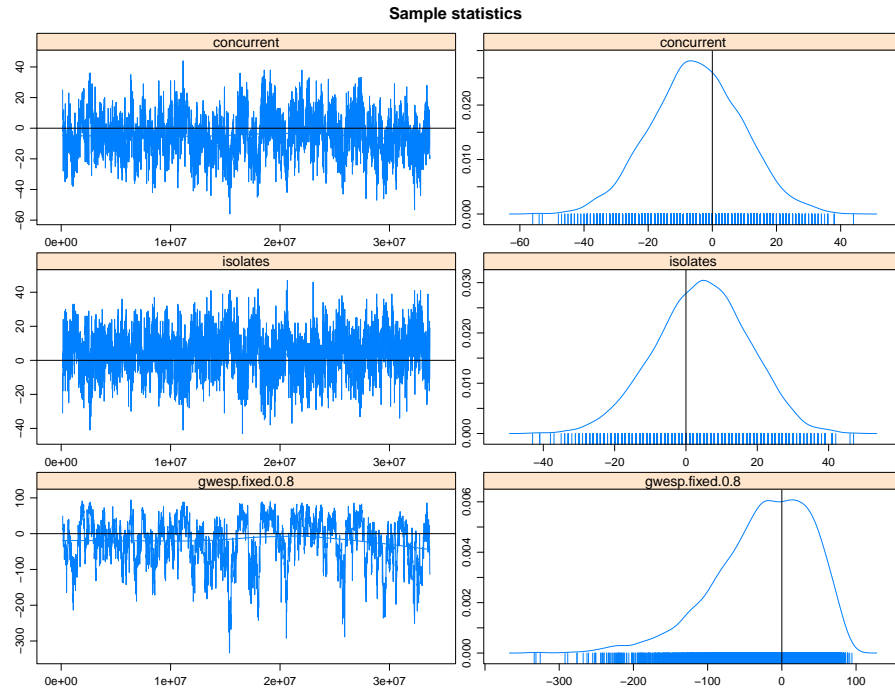 Sample statistics
concurrent
40
20
0
−20
−40
−60
0e+00 1e+07 2e+07 3e+07
concurrent
0.020
0.010
0.000
−60 −40 −20 0 20 40
isolates
40
20
0
−20
−40
0e+00 1e+07 2e+07 3e+07
isolates
0.030
0.020
0.010
0.000
−40 −20 0 20 40
gwesp.fixed.0.8
100
0
−100
−200
−300
0e+00 1e+07 2e+07 3e+07
gwesp.fixed.0.8
0.006
0.004
0.002
0.000
−300 −200 −100 0 100